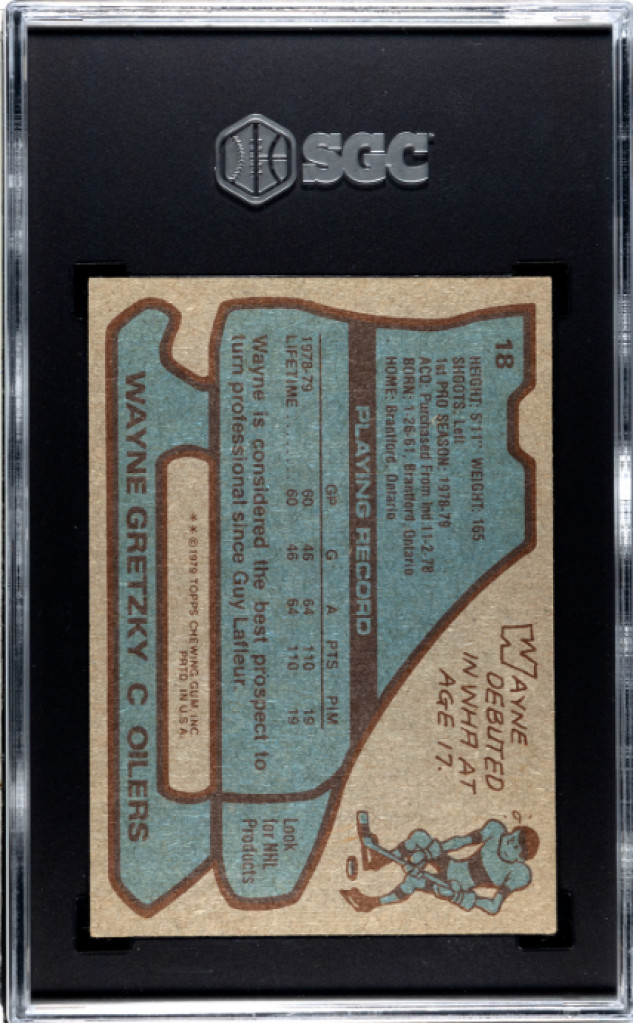 SGC
18
HEIGHT: 5'11" WEIGHT: 165
SHOOTS: Left
1st PRO SEASON: 1978-79
ACQ: Purchased From Ind 11-2-78
BORN: 1-26-61, Brantford Ontario
HOME: Brantford, Ontario
WAYNE
DEBUTED
IN WHA AT
AGE 17.
PLAYING RECORD
GP G A PTS PIM
1978-79 60 46 64 110 19
LIFETIME .... 60 46 64 110 19
Wayne is considered the best prospect to
turn professional since Guy Lafleur.
Look
for NHL
Products
* * © 1979 TOPPS CHEWING GUM, INC.
PRTD. IN U.S.A.
WAYNE GRETZKY C OILERS